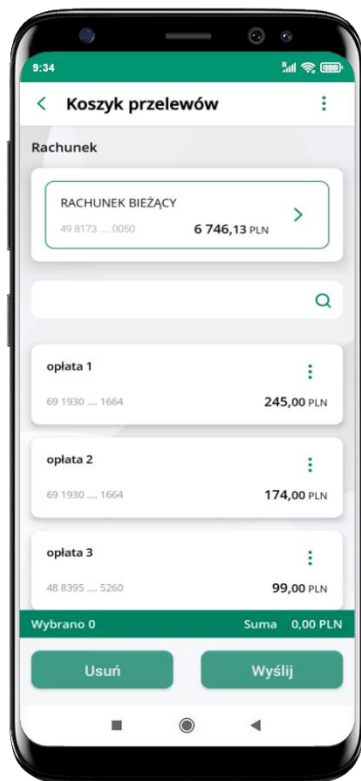 9:34
Koszyk przelewów
Rachunek
RACHUNEK BIEŻĄCY
49 8173 .... 0050 6 746,13 PLN
opłata 1
69 1930 .... 1664 245,00 PLN
opłata 2
69 1930 .... 1664 174,00 PLN
opłata 3
48 8395 .... 5260 99,00 PLN
Wybrano 0 Suma 0,00 PLN
Usuń Wyślij